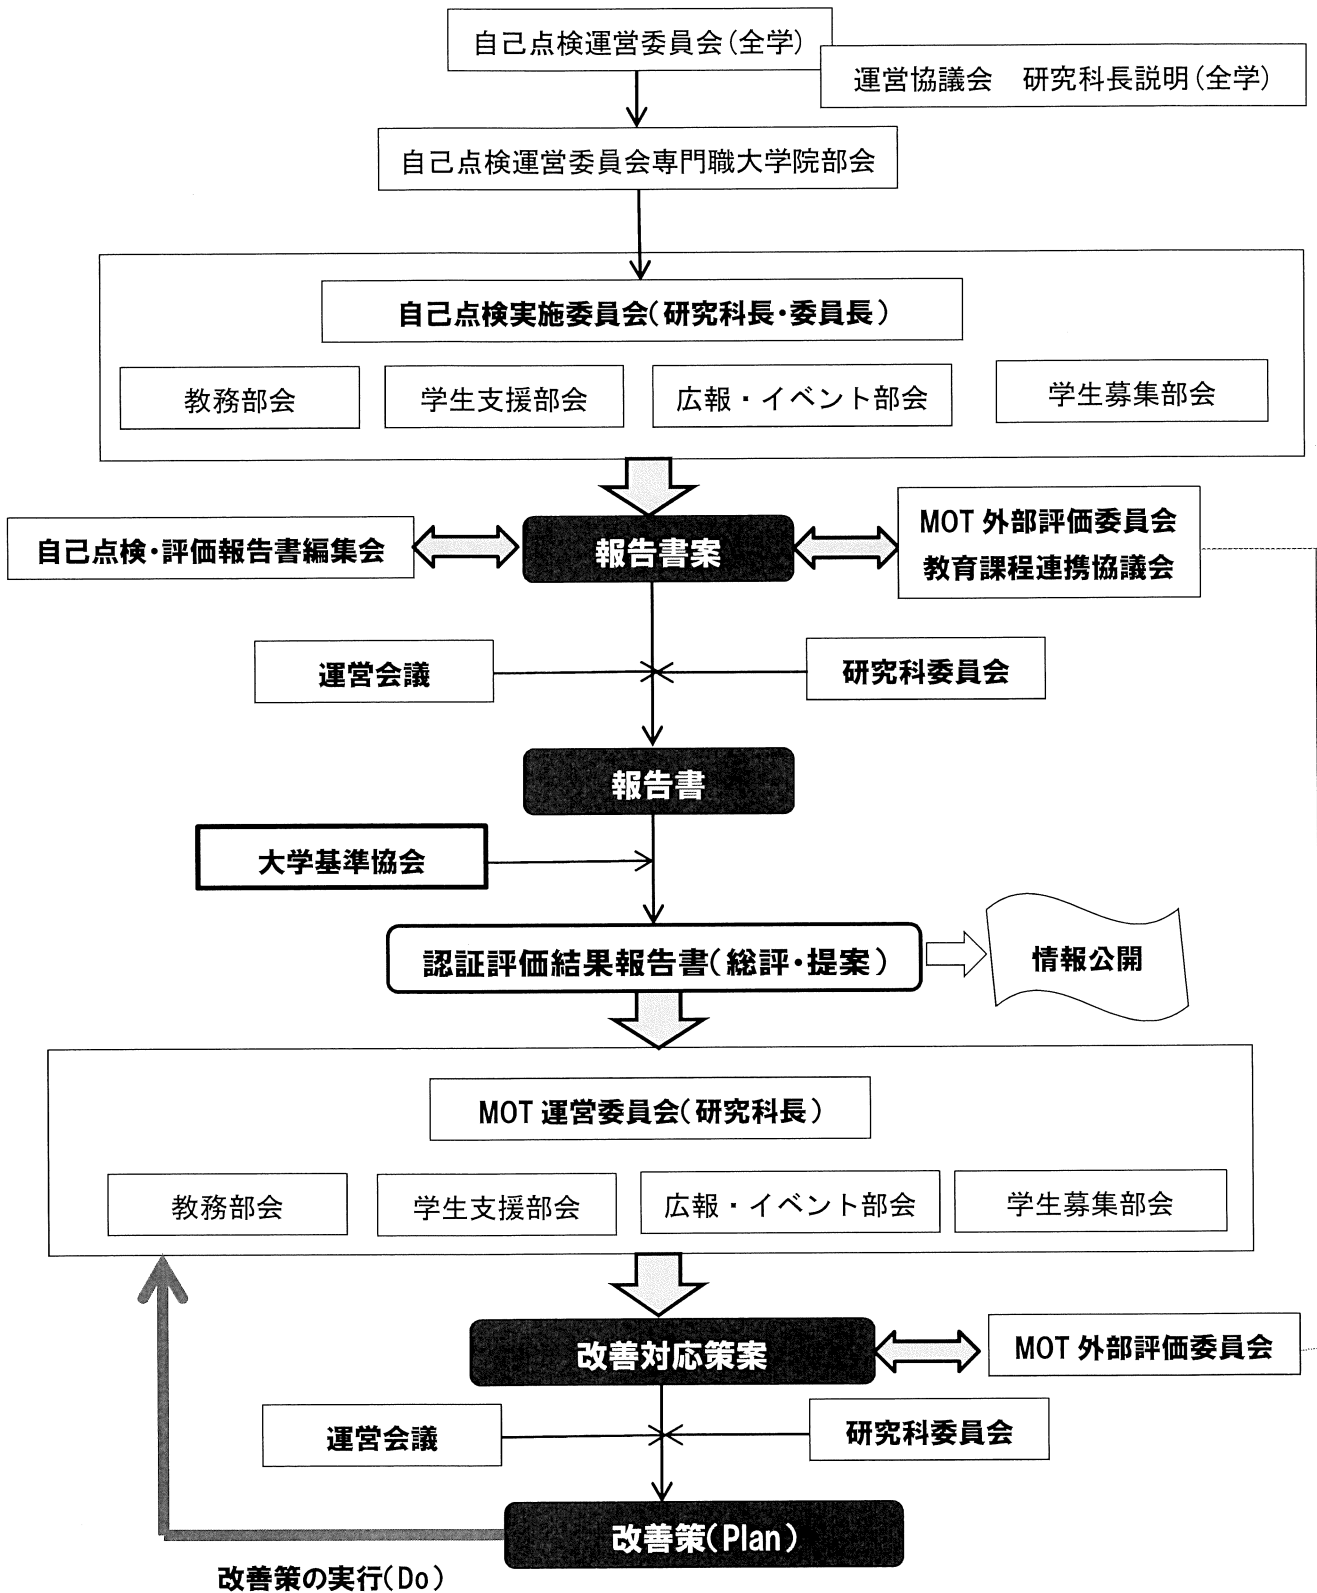 自己点検運営委員会(全学)
運営協議会　研究科長説明(全学)
自己点検運営委員会専門職大学院部会
自己点検実施委員会(研究科長・委員長)
教務部会
学生支援部会
広報・イベント部会
学生募集部会
自己点検・評価報告書編集会
報告書案
MOT 外部評価委員会
教育課程連携協議会
運営会議
研究科委員会
報告書
大学基準協会
認証評価結果報告書(総評・提案)
情報公開
MOT 運営委員会(研究科長)
教務部会
学生支援部会
広報・イベント部会
学生募集部会
改善対応策案
MOT 外部評価委員会
運営会議
研究科委員会
改善策(Plan)
改善策の実行(Do)